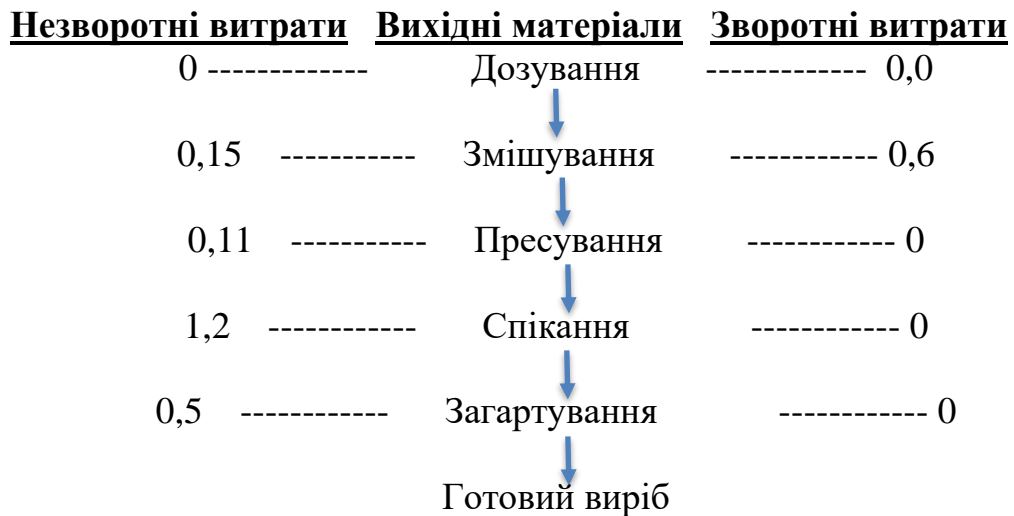 Незворотні витрати Вихідні матеріали Зворотні витрати
0 ------------- Дозування ------------- 0,0
0,15 ----------- Змішування ----------- 0,6
0,11 ----------- Пресування ----------- 0
1,2 ------------ Спікання ------------ 0
0,5 ------------ Загартування ------------ 0
Готовий виріб